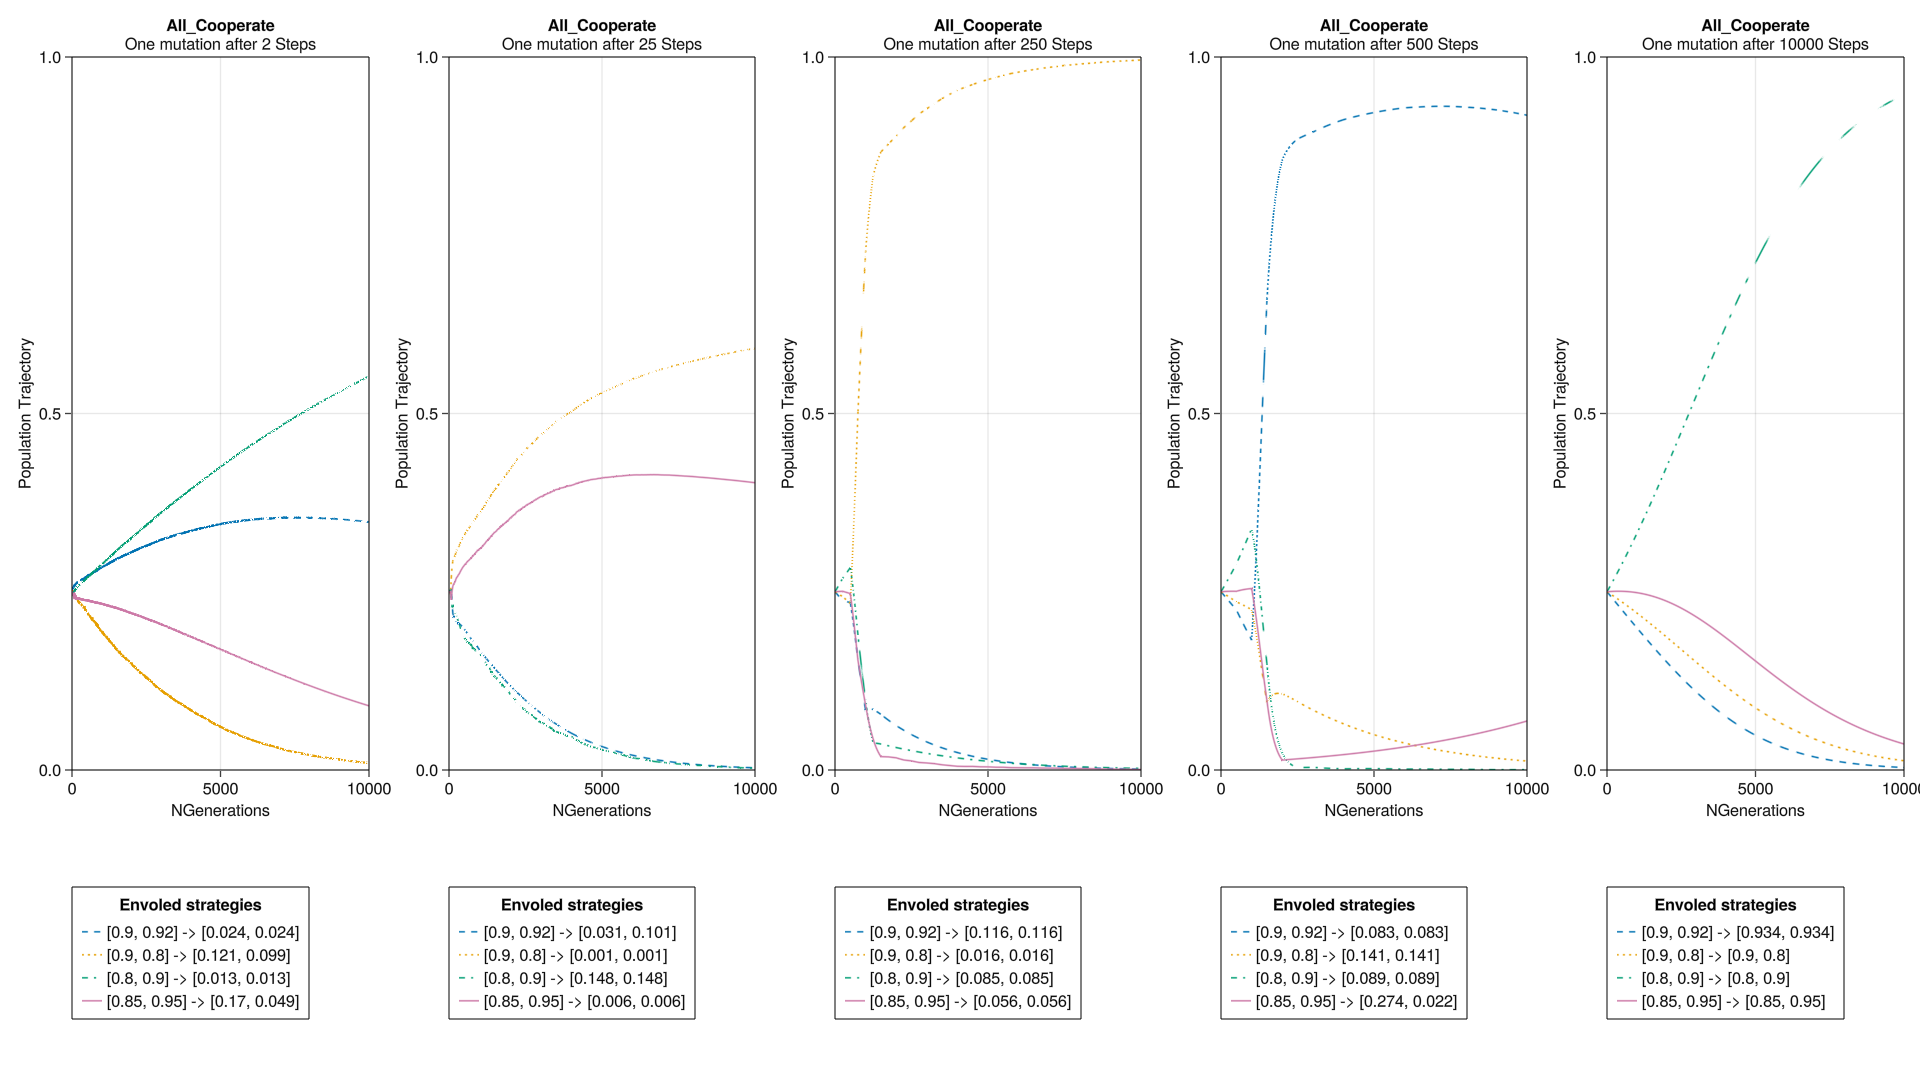 All_Cooperate
One mutation after 2 Steps
1.0
0.5
0.0
Population Trajectory
0
5000
10000
NGenerations
Envoled strategies
[0.9, 0.92] -> [0.024, 0.024]
[0.9, 0.8] -> [0.121, 0.099]
[0.8, 0.9] -> [0.013, 0.013]
[0.85, 0.95] -> [0.17, 0.049]
All_Cooperate
One mutation after 25 Steps
1.0
0.5
0.0
Population Trajectory
0
5000
10000
NGenerations
Envoled strategies
[0.9, 0.92] -> [0.031, 0.101]
[0.9, 0.8] -> [0.001, 0.001]
[0.8, 0.9] -> [0.148, 0.148]
[0.85, 0.95] -> [0.006, 0.006]
All_Cooperate
One mutation after 250 Steps
1.0
0.5
0.0
Population Trajectory
0
5000
10000
NGenerations
Envoled strategies
[0.9, 0.92] -> [0.116, 0.116]
[0.9, 0.8] -> [0.016, 0.016]
[0.8, 0.9] -> [0.085, 0.085]
[0.85, 0.95] -> [0.056, 0.056]
All_Cooperate
One mutation after 500 Steps
1.0
0.5
0.0
Population Trajectory
0
5000
10000
NGenerations
Envoled strategies
[0.9, 0.92] -> [0.083, 0.083]
[0.9, 0.8] -> [0.141, 0.141]
[0.8, 0.9] -> [0.089, 0.089]
[0.85, 0.95] -> [0.274, 0.022]
All_Cooperate
One mutation after 10000 Steps
1.0
0.5
0.0
Population Trajectory
0
5000
10000
NGenerations
Envoled strategies
[0.9, 0.92] -> [0.934, 0.934]
[0.9, 0.8] -> [0.9, 0.8]
[0.8, 0.9] -> [0.8, 0.9]
[0.85, 0.95] -> [0.85, 0.95]